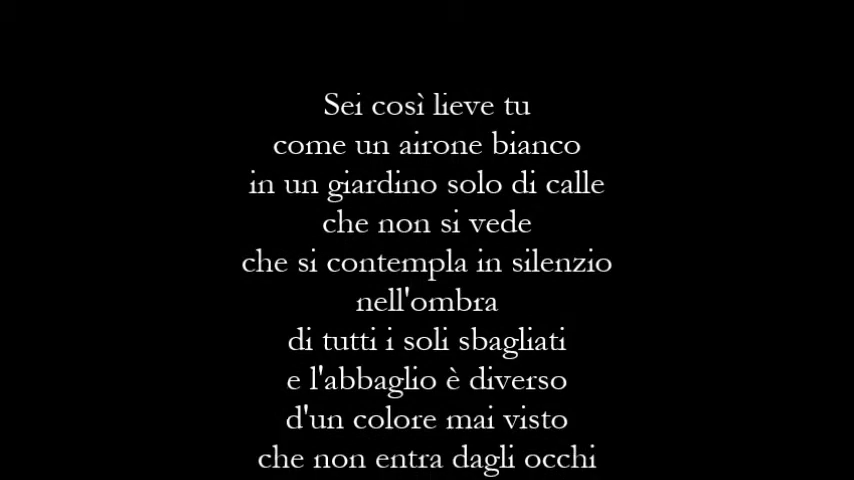 Sei così lieve tu
come un airone bianco
in un giardino solo di calle
che non si vede
che si contempla in silenzio
nell'ombra
di tutti i soli sbagliati
e l'abbaglio è diverso
d'un colore mai visto
che non entra dagli occhi